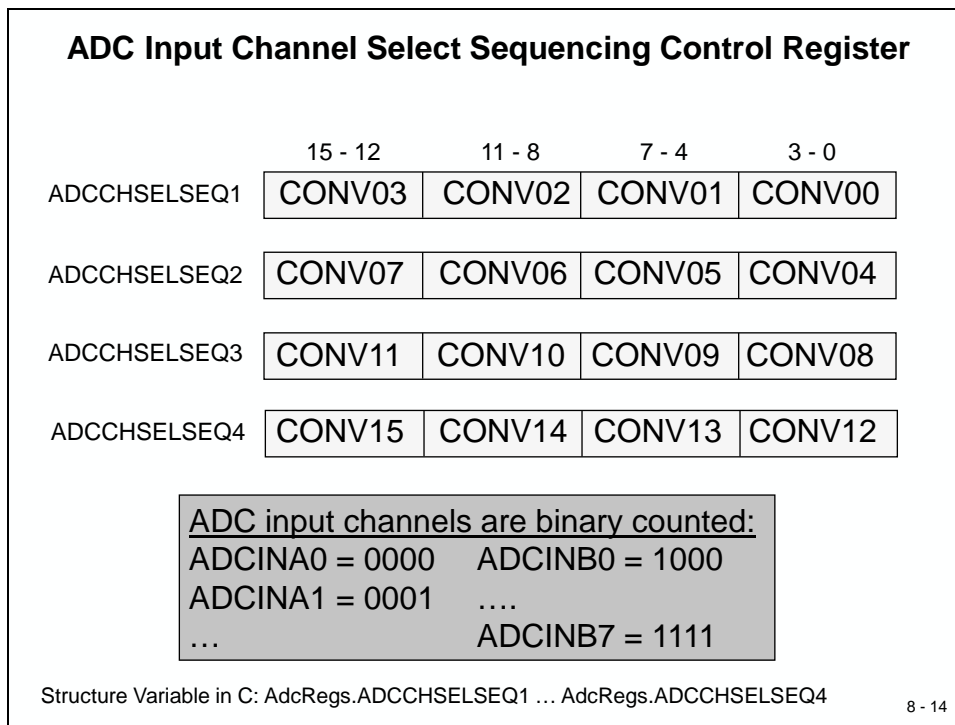 ADC Input Channel Select Sequencing Control Register
15 - 12 11 - 8 7 - 4 3 - 0
ADCCHSELSEQ1 CONV03 CONV02 CONV01 CONV00
ADCCHSELSEQ2 CONV07 CONV06 CONV05 CONV04
ADCCHSELSEQ3 CONV11 CONV10 CONV09 CONV08
ADCCHSELSEQ4 CONV15 CONV14 CONV13 CONV12
ADC input channels are binary counted:
ADCINA0 = 0000 ADCINB0 = 1000
ADCINA1 = 0001 ….
… ADCINB7 = 1111
Structure Variable in C: AdcRegs.ADCCHSELSEQ1 … AdcRegs.ADCCHSELSEQ4
8 - 14